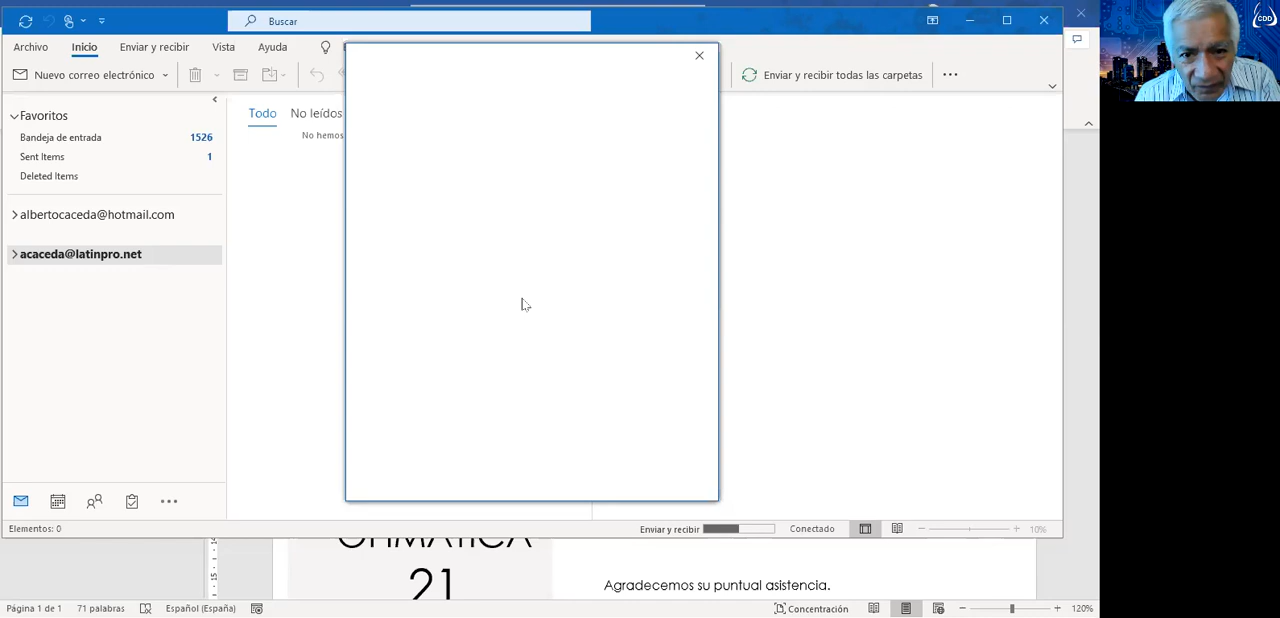 Buscar
CDD
Archivo Inicio Enviar y recibir Vista Ayuda
Nuevo correo electrónico
Enviar y recibir todas las carpetas
Favoritos
Todo No leídos
Bandeja de entrada 1526
No hemos
Sent Items 1
Deleted Items
albertocaceda@hotmail.com
acaceda@latinpro.net
Elementos: 0
Enviar y recibir
Conectado
10%
21
Agradecemos su puntual asistencia.
Página 1 de 1 71 palabras Español (España)
Concentración
120%